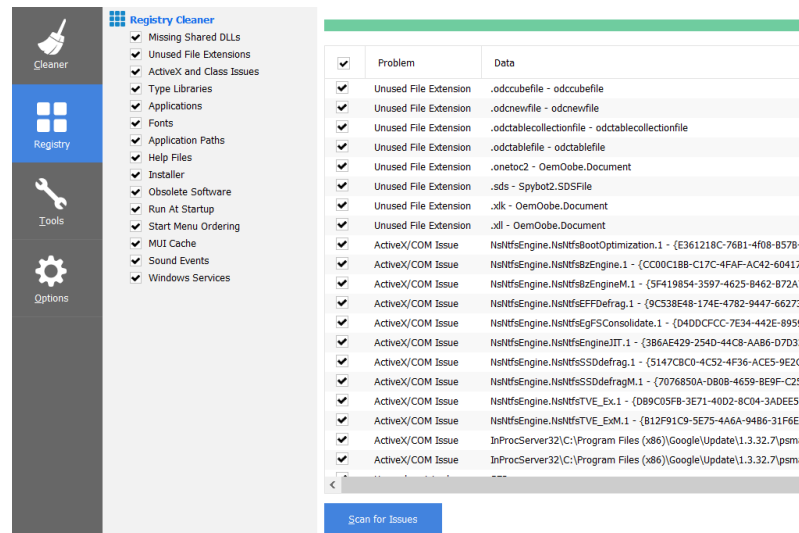 Cleaner
Registry
Tools
Options
Registry Cleaner
Missing Shared DLLs
Unused File Extensions
ActiveX and Class Issues
Type Libraries
Applications
Fonts
Application Paths
Help Files
Installer
Obsolete Software
Run At Startup
Start Menu Ordering
MUI Cache
Sound Events
Windows Services
Problem Data
Unused File Extension .odccubefile - odccubefile
Unused File Extension .odcnewfile - odcnewfile
Unused File Extension .odctablecollectionfile - odctablecollectionfile
Unused File Extension .odctablefile - odctablefile
Unused File Extension .onetoc2 - OemOobe.Document
Unused File Extension .sds - Spybot2.SDSFile
Unused File Extension .xlk - OemOobe.Document
Unused File Extension .xll - OemOobe.Document
ActiveX/COM Issue NsNtfsEngine.NsNtfsBootOptimization.1 - {E361218C-76B1-4f08-B57B-
ActiveX/COM Issue NsNtfsEngine.NsNtfsBzEngine.1 - {CC00C1BB-C17C-4FAF-AC42-60417
ActiveX/COM Issue NsNtfsEngine.NsNtfsBzEngineM.1 - {5F419854-3597-4625-B462-B72A
ActiveX/COM Issue NsNtfsEngine.NsNtfsEFFDefrag.1 - {9C538E48-174E-4782-9447-66273
ActiveX/COM Issue NsNtfsEngine.NsNtfsEgFSConsolidate.1 - {D4DDCFCC-7E34-442E-895
ActiveX/COM Issue NsNtfsEngine.NsNtfsEngineJIT.1 - {3B6AE429-254D-44C8-AAB6-D7D3
ActiveX/COM Issue NsNtfsEngine.NsNtfsSSDdefrag.1 - {5147CBC0-4C52-4F36-ACE5-9E2
ActiveX/COM Issue NsNtfsEngine.NsNtfsSSDdefragM.1 - {7076850A-DB0B-4659-BE9F-C25
ActiveX/COM Issue NsNtfsEngine.NsNtfsTVE_Ex.1 - {DB9C05FB-3E71-40D2-8C04-3ADEE5
ActiveX/COM Issue NsNtfsEngine.NsNtfsTVE_ExM.1 - {B12F91C9-5E75-4A6A-94B6-31F6E
ActiveX/COM Issue InProcServer32\C:\Program Files (x86)\Google\Update\1.3.32.7\psma
ActiveX/COM Issue InProcServer32\C:\Program Files (x86)\Google\Update\1.3.32.7\psma
Scan for Issues